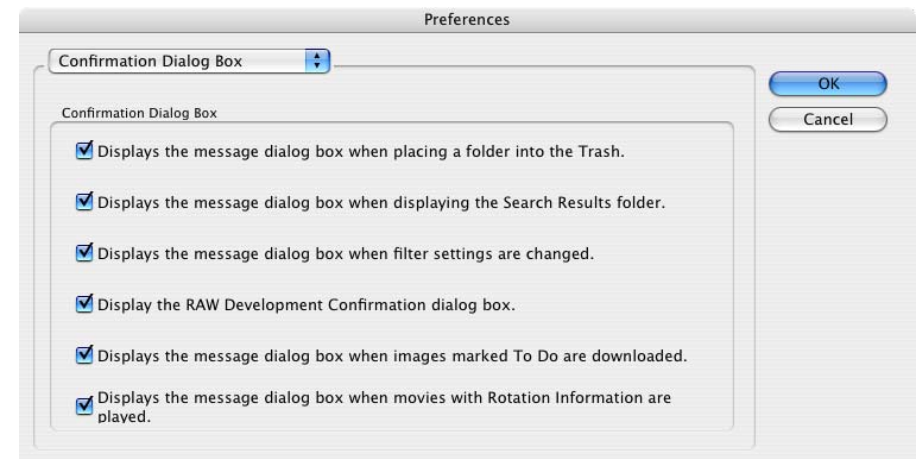 Preferences
Confirmation Dialog Box
OK
Cancel
Confirmation Dialog Box
Displays the message dialog box when placing a folder into the Trash.
Displays the message dialog box when displaying the Search Results folder.
Displays the message dialog box when filter settings are changed.
Display the RAW Development Confirmation dialog box.
Displays the message dialog box when images marked To Do are downloaded.
Displays the message dialog box when movies with Rotation Information are
played.